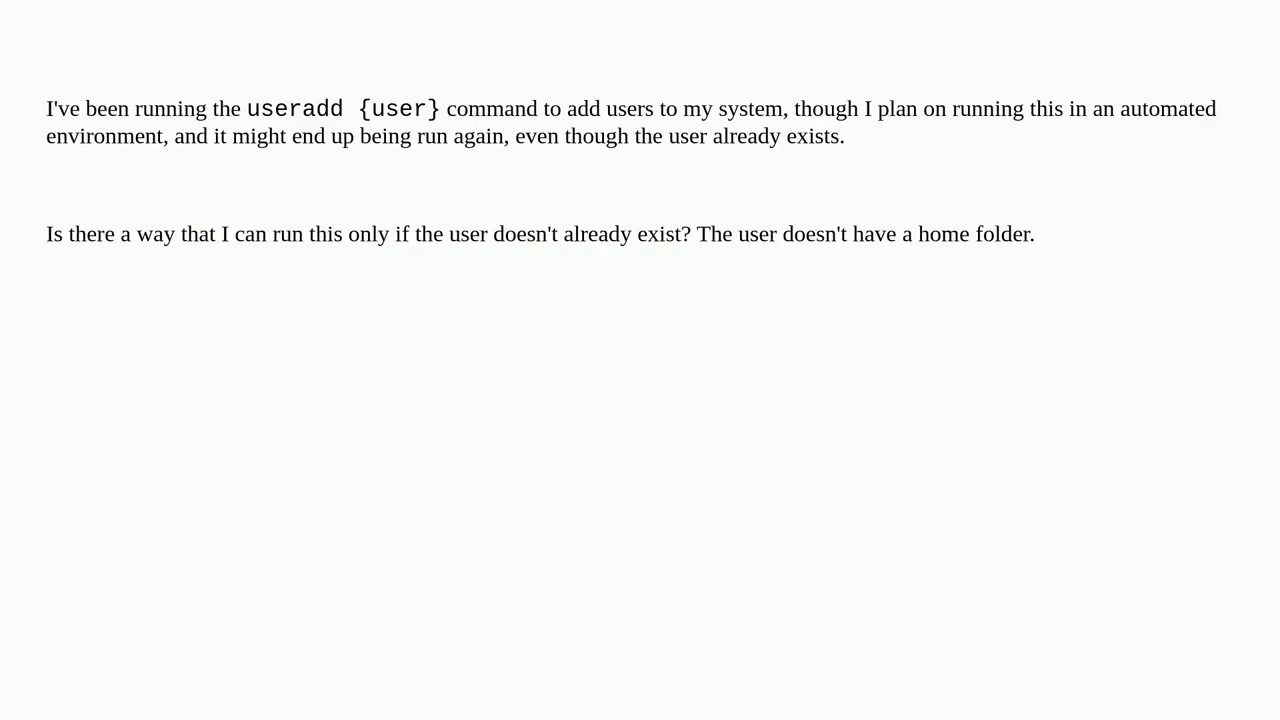 I've been running the useradd {user} command to add users to my system, though I plan on running this in an automated
environment, and it might end up being run again, even though the user already exists.
Is there a way that I can run this only if the user doesn't already exist? The user doesn't have a home folder.